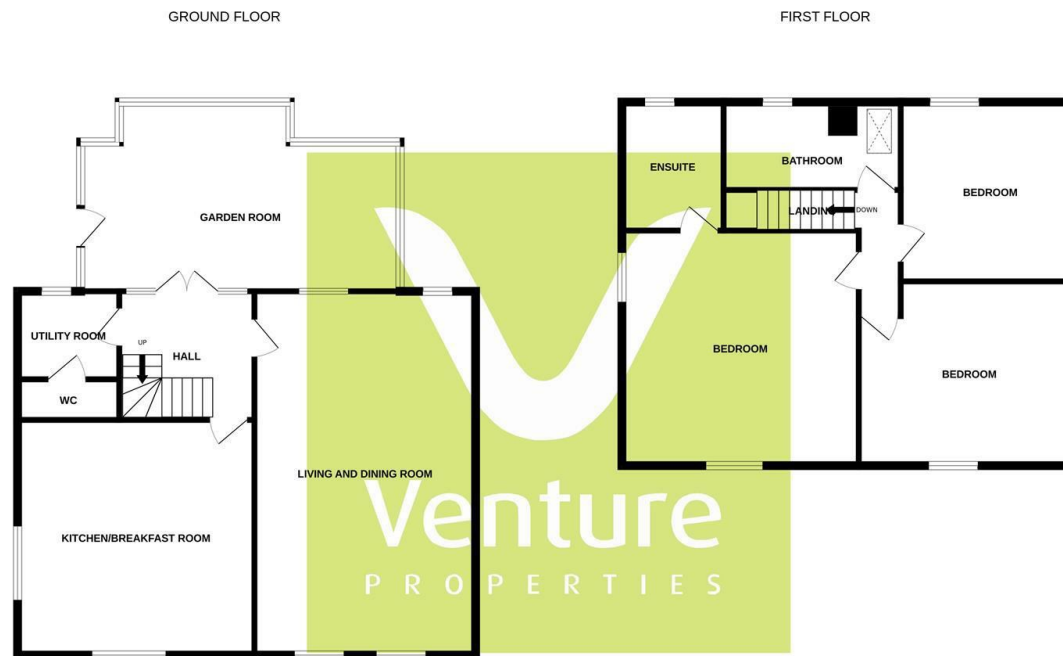 GROUND FLOOR
FIRST FLOOR
GARDEN ROOM
UTILITY ROOM
UP
HALL
WC
KITCHEN/BREAKFAST ROOM
LIVING AND DINING ROOM
ENSUITE
BATHROOM
LANDIN
DOWN
BEDROOM
BEDROOM
BEDROOM
Venture
PROPERTIES